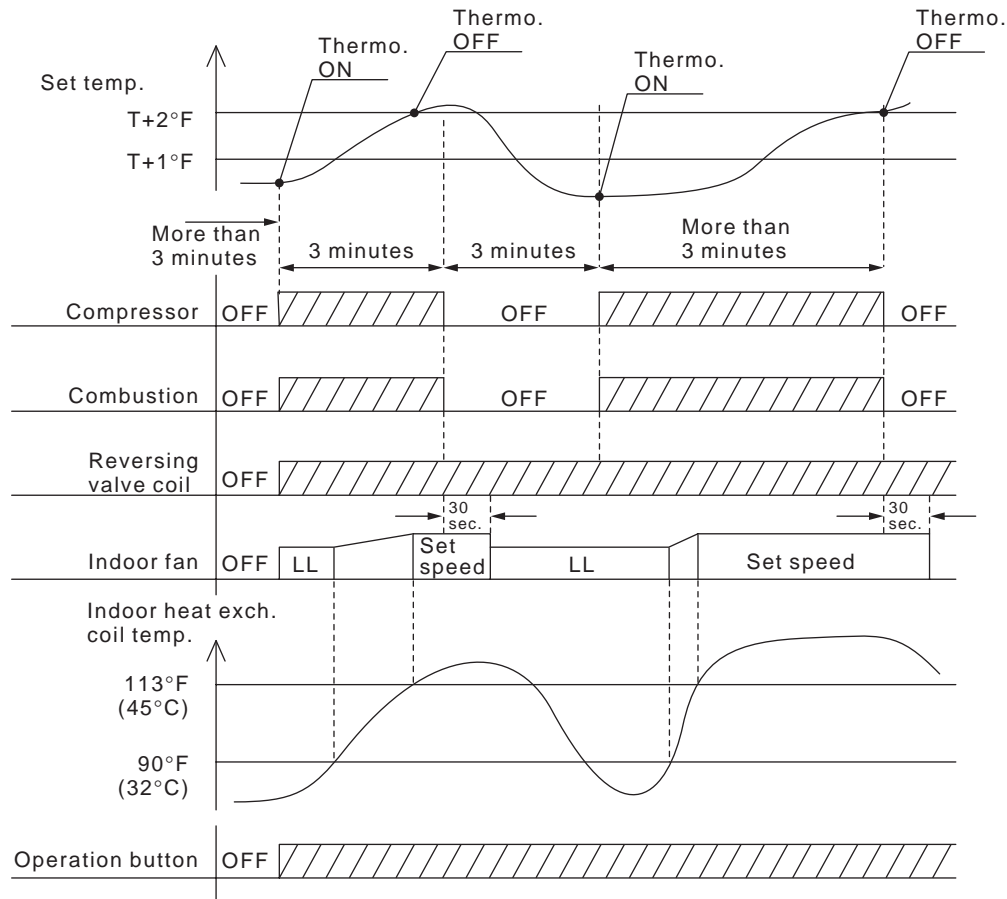 Thermo.
OFF
Thermo.
ON
Thermo.
OFF
Thermo.
ON
Set temp.
T+2°F
T+1°F
More than
3 minutes
3 minutes
3 minutes
More than
3 minutes
Compressor
OFF
OFF
OFF
Combustion
OFF
OFF
OFF
Reversing
valve coil
OFF
30
sec.
30
sec.
Indoor fan
OFF
LL
Set
speed
LL
Set speed
Indoor heat exch.
coil temp.
113°F
(45°C)
90°F
(32°C)
Operation button
OFF